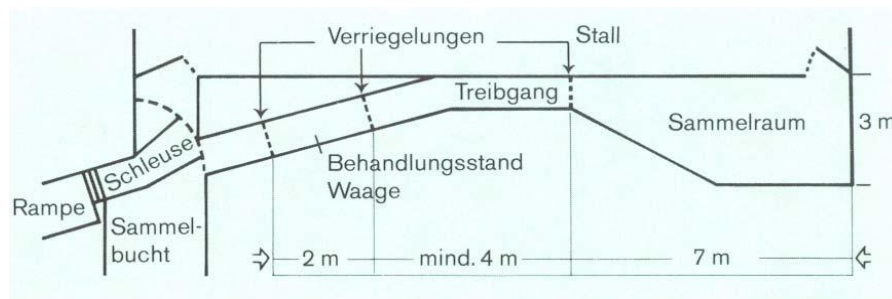 Verriegelungen
Stall
Treibgang
Sammelraum
3 m
Schleuse
Behandlungsstand
Waage
Rampe
Sammel-
bucht
2 m
mind. 4 m
7 m